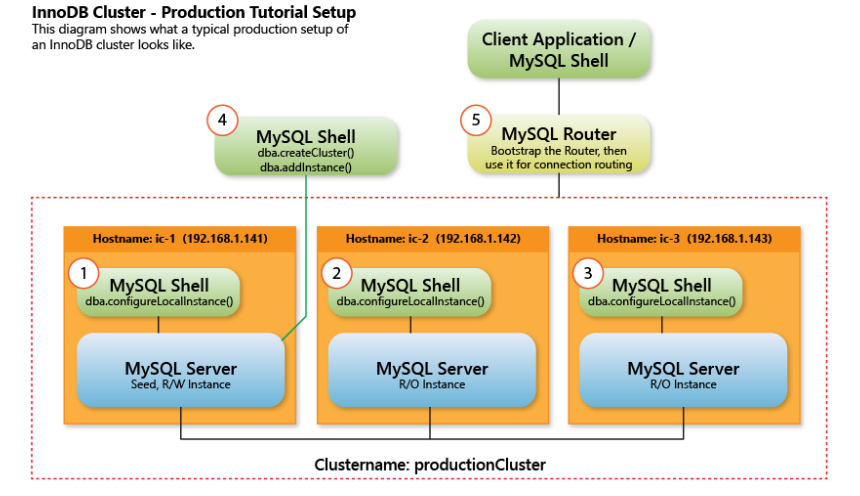 InnoDB Cluster - Production Tutorial Setup
This diagram shows what a typical production setup of
an InnoDB cluster looks like.
Client Application /
MySQL Shell
4
MySQL Shell
dba.createCluster()
dba.addInstance()
5
MySQL Router
Bootstrap the Router, then
use it for connection routing
Hostname: ic-1 (192.168.1.141)
1
MySQL Shell
dba.configureLocalInstance()
MySQL Server
Seed, R/W Instance
Hostname: ic-2 (192.168.1.142)
2
MySQL Shell
dba.configureLocalInstance()
MySQL Server
R/O Instance
Hostname: ic-3 (192.168.1.143)
3
MySQL Shell
dba.configureLocalInstance()
MySQL Server
R/O Instance
Clustername: productionCluster